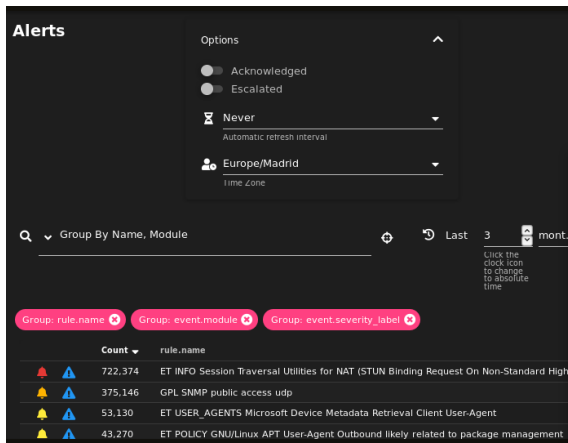 Alerts
Options
Acknowledged
Escalated
Never
Automatic refresh interval
Europe/Madrid
Time Zone
Group By Name, Module
Last 3 mont.
Click the
clock icon
to change
to absolute
time
Group: rule.name
Group: event.module
Group: event.severity_label
Count rule.name
722,374 ET INFO Session Traversal Utilities for NAT (STUN Binding Request On Non-Standard High
375,146 GPL SNMP public access udp
53,130 ET USER_AGENTS Microsoft Device Metadata Retrieval Client User-Agent
43,270 ET POLICY GNU/Linux APT User-Agent Outbound likely related to package management